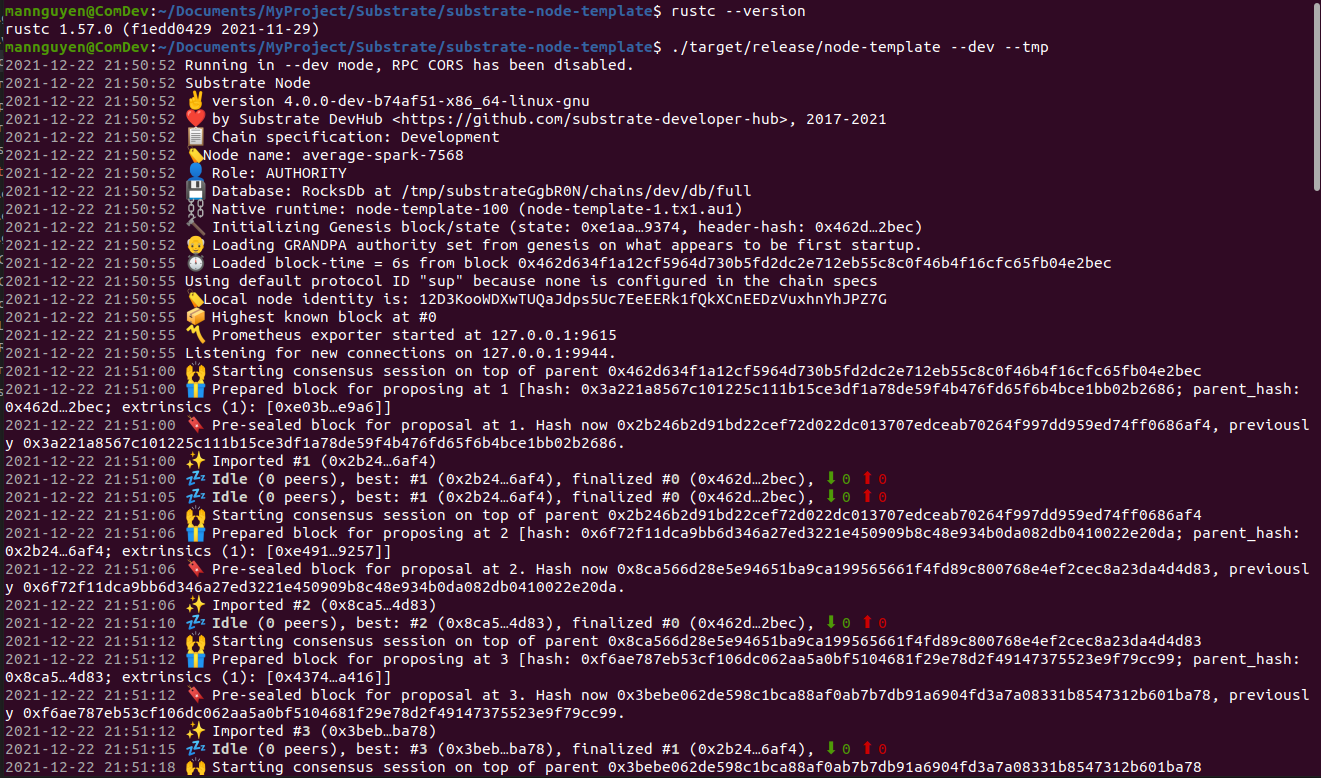 mannguyen@ComDev:~/Documents/MyProject/Substrate/substrate-node-template$ rustc --version
rustc 1.57.0 (f1edd0429 2021-11-29)
mannguyen@ComDev:~/Documents/MyProject/Substrate/substrate-node-template$ ./target/release/node-template --dev --tmp
2021-12-22 21:50:52 Running in --dev mode, RPC CORS has been disabled.
2021-12-22 21:50:52 Substrate Node
2021-12-22 21:50:52 ✌️ version 4.0.0-dev-b74af51-x86_64-linux-gnu
2021-12-22 21:50:52 ❤️ by Substrate DevHub <https://github.com/substrate-developer-hub>, 2017-2021
2021-12-22 21:50:52 📋 Chain specification: Development
2021-12-22 21:50:52 🏷 Node name: average-spark-7568
2021-12-22 21:50:52 👤 Role: AUTHORITY
2021-12-22 21:50:52 💾 Database: RocksDb at /tmp/substrateGgbR0N/chains/dev/db/full
2021-12-22 21:50:52 ⛓ Native runtime: node-template-100 (node-template-1.tx1.au1)
2021-12-22 21:50:52 🔨 Initializing Genesis block/state (state: 0xe1aa…9374, header-hash: 0x462d…2bec)
2021-12-22 21:50:52 👴 Loading GRANDPA authority set from genesis on what appears to be first startup.
2021-12-22 21:50:55 ⏱ Loaded block-time = 6s from block 0x462d634f1a12cf5964d730b5fd2dc2e712eb55c8c0f46b4f16cfc65fb04e2bec
2021-12-22 21:50:55 Using default protocol ID "sup" because none is configured in the chain specs
2021-12-22 21:50:55 🏷 Local node identity is: 12D3KooWDXwTUQaJdps5Uc7EeEERk1fQkXCnEEDzVuxhnYhJPZ7G
2021-12-22 21:50:55 📦 Highest known block at #0
2021-12-22 21:50:55 〽️ Prometheus exporter started at 127.0.0.1:9615
2021-12-22 21:50:55 Listening for new connections on 127.0.0.1:9944.
2021-12-22 21:51:00 🙌 Starting consensus session on top of parent 0x462d634f1a12cf5964d730b5fd2dc2e712eb55c8c0f46b4f16cfc65fb04e2bec
2021-12-22 21:51:00 🎁 Prepared block for proposing at 1 [hash: 0x3a221a8567c101225c111b15ce3df1a78de59f4b476fd65f6b4bce1bb02b2686; parent_hash:
0x462d…2bec; extrinsics (1): [0xe03b…e9a6]]
2021-12-22 21:51:00 🔖 Pre-sealed block for proposal at 1. Hash now 0x2b246b2d91bd22cef72d022dc013707edceab70264f997dd959ed74ff0686af4, previousl
y 0x3a221a8567c101225c111b15ce3df1a78de59f4b476fd65f6b4bce1bb02b2686.
2021-12-22 21:51:00 ✨ Imported #1 (0x2b24…6af4)
2021-12-22 21:51:00 💤 Idle (0 peers), best: #1 (0x2b24…6af4), finalized #0 (0x462d…2bec), ⬇ 0 ⬆ 0
2021-12-22 21:51:05 💤 Idle (0 peers), best: #1 (0x2b24…6af4), finalized #0 (0x462d…2bec), ⬇ 0 ⬆ 0
2021-12-22 21:51:06 🙌 Starting consensus session on top of parent 0x2b246b2d91bd22cef72d022dc013707edceab70264f997dd959ed74ff0686af4
2021-12-22 21:51:06 🎁 Prepared block for proposing at 2 [hash: 0x6f72f11dca9bb6d346a27ed3221e450909b8c48e934b0da082db0410022e20da; parent_hash:
0x2b24…6af4; extrinsics (1): [0xe491…9257]]
2021-12-22 21:51:06 🔖 Pre-sealed block for proposal at 2. Hash now 0x8ca566d28e5e94651ba9ca199565661f4fd89c800768e4ef2cec8a23da4d4d83, previousl
y 0x6f72f11dca9bb6d346a27ed3221e450909b8c48e934b0da082db0410022e20da.
2021-12-22 21:51:06 ✨ Imported #2 (0x8ca5…4d83)
2021-12-22 21:51:10 💤 Idle (0 peers), best: #2 (0x8ca5…4d83), finalized #0 (0x462d…2bec), ⬇ 0 ⬆ 0
2021-12-22 21:51:12 🙌 Starting consensus session on top of parent 0x8ca566d28e5e94651ba9ca199565661f4fd89c800768e4ef2cec8a23da4d4d83
2021-12-22 21:51:12 🎁 Prepared block for proposing at 3 [hash: 0xf6ae787eb53cf106dc062aa5a0bf5104681f29e78d2f49147375523e9f79cc99; parent_hash:
0x8ca5…4d83; extrinsics (1): [0x4374…a416]]
2021-12-22 21:51:12 🔖 Pre-sealed block for proposal at 3. Hash now 0x3bebe062de598c1bca88af0ab7b7db91a6904fd3a7a08331b8547312b601ba78, previousl
y 0xf6ae787eb53cf106dc062aa5a0bf5104681f29e78d2f49147375523e9f79cc99.
2021-12-22 21:51:12 ✨ Imported #3 (0x3beb…ba78)
2021-12-22 21:51:15 💤 Idle (0 peers), best: #3 (0x3beb…ba78), finalized #1 (0x2b24…6af4), ⬇ 0 ⬆ 0
2021-12-22 21:51:18 🙌 Starting consensus session on top of parent 0x3bebe062de598c1bca88af0ab7b7db91a6904fd3a7a08331b8547312b601ba78